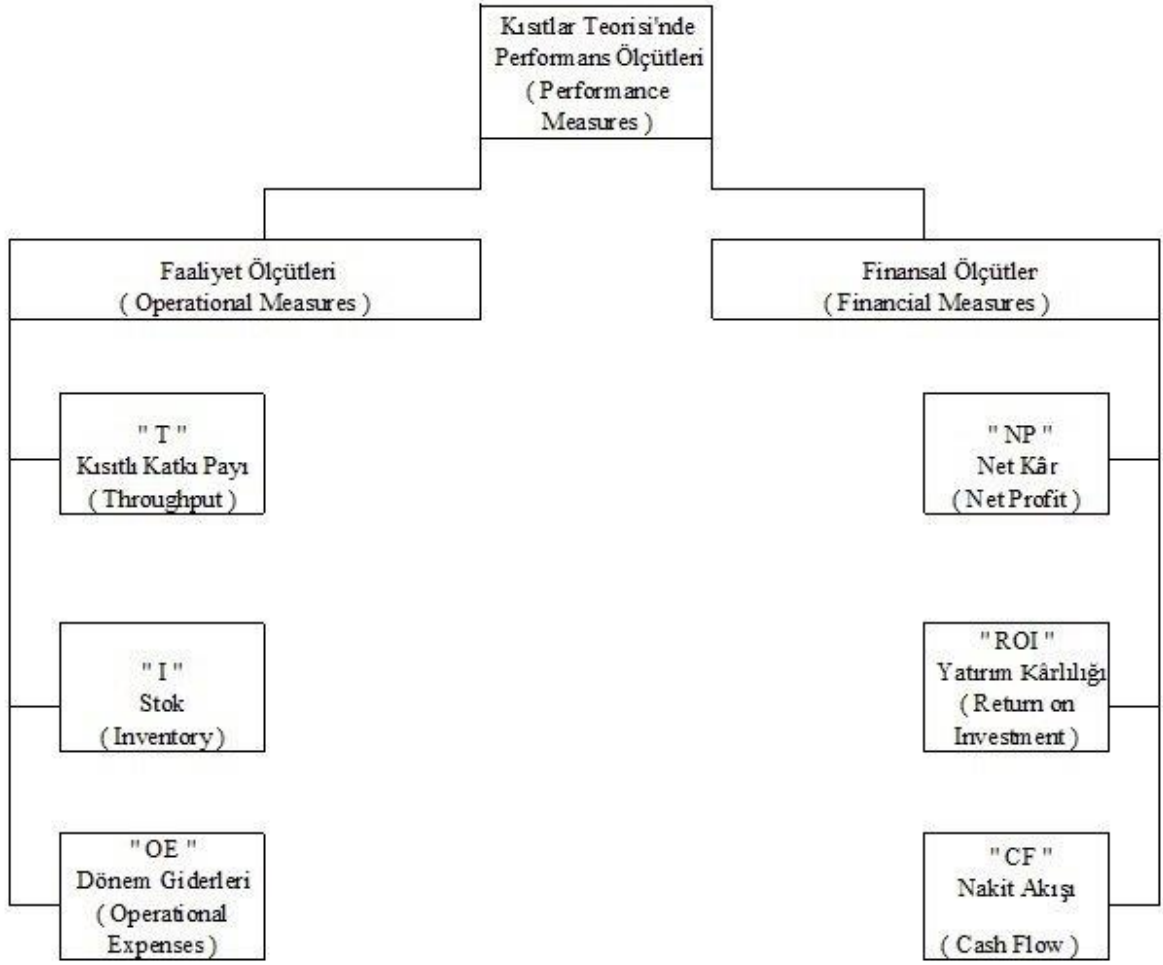 Kısıtlar Teorisi'nde
Performans Ölçütleri
( Performance
Measures )
Faaliyet Ölçütleri
( Operational Measures )
Finansal Ölçütler
( Financial Measures )
" T "
Kısıtlı Katkı Payı
( Throughput )
" NP "
Net Kâr
( Net Profit )
" I "
Stok
( Inventory )
" ROI "
Yatırım Kârlılığı
( Return on
Investment )
" OE "
Dönem Giderleri
( Operational
Expenses )
" CF "
Nakit Akışı
( Cash Flow )